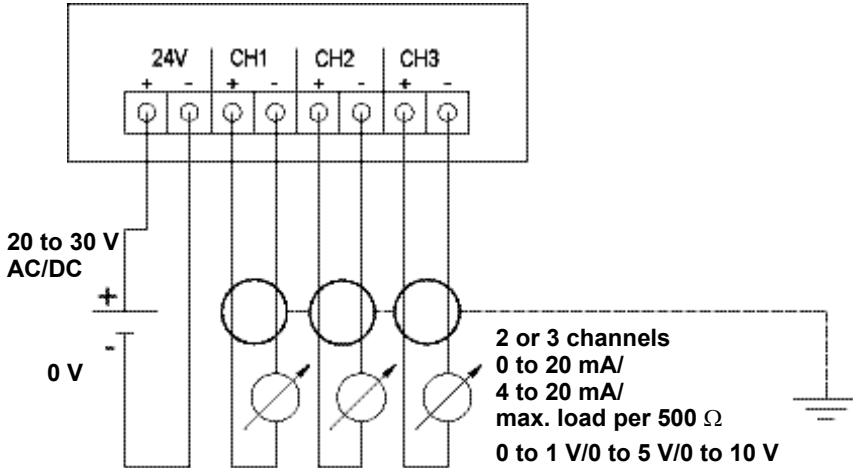 24V CH1 CH2 CH3
+ - + - + - + -
20 to 30 V
AC/DC
+
-
0 V
2 or 3 channels
0 to 20 mA/
4 to 20 mA/
max. load per 500 Ω
0 to 1 V/0 to 5 V/0 to 10 V